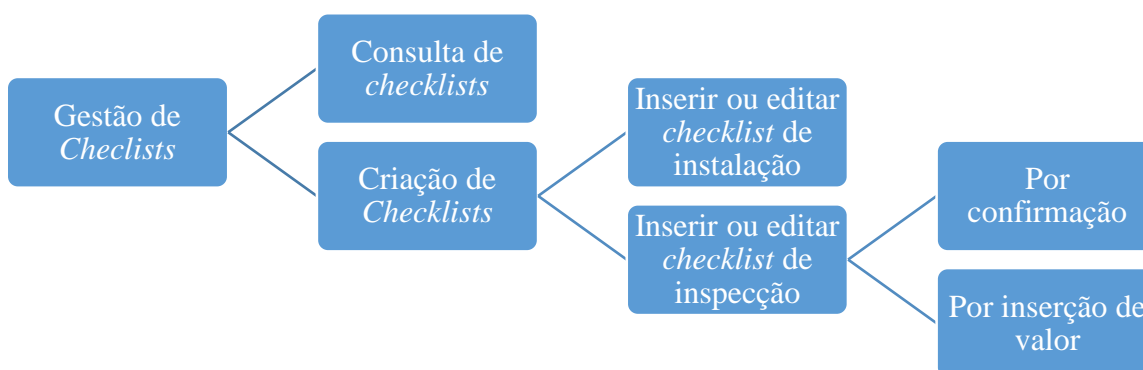 Gestão de
Checlists
Consulta de
checklists
Criação de
Checklists
Inserir ou editar
checklist de
instalação
Inserir ou editar
checklist de
inspecção
Por
confirmação
Por inserção de
valor